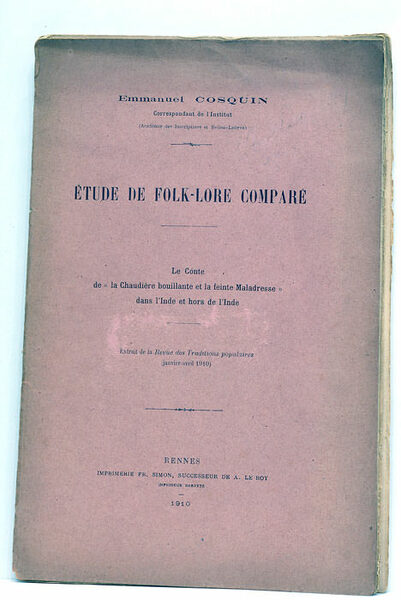 Emmanuel COSQUIN
Correspondant de l'Institut
(Académie des Inscriptions et Belles-Lettres)
ÉTUDE DE FOLK-LORE COMPARÉ
Le Conte
de « la Chaudière bouillante et la feinte Maladresse »
dans l'Inde et hors de l'Inde
Extrait de la Revue des Traditions populaires
(janvier-avril 1910)
RENNES
IMPRIMERIE FR. SIMON, SUCCESSEUR DE A. LE ROY
IMPRIMEUR BREVETÉ
1910